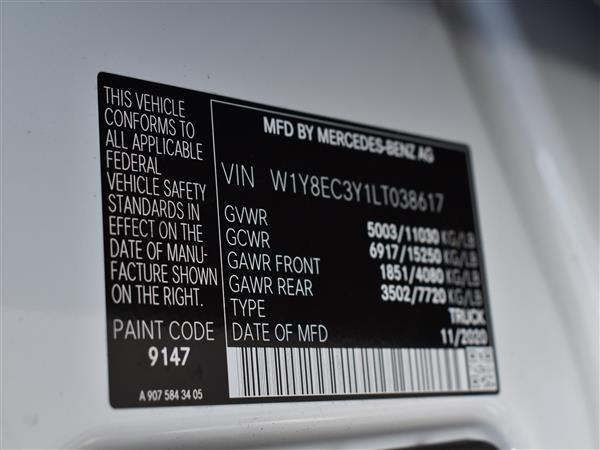 THIS VEHICLE
CONFORMS TO
ALL APPLICABLE
FEDERAL
VEHICLE SAFETY
STANDARDS IN
EFFECT ON THE
DATE OF MANU-
FACTURE SHOWN
ON THE RIGHT.
PAINT CODE
9147
A 907 584 34 05
MFD BY MERCEDES-BENZ AG
VIN W1Y8EC3Y1LT038617
GVWR 5003/11030 KG/LB
GCWR 6917/15250 KG/LB
GAWR FRONT 1851/4080 KG/LB
GAWR REAR 3502/7720 KG/LB
TYPE TRUCK
DATE OF MFD 11/2020